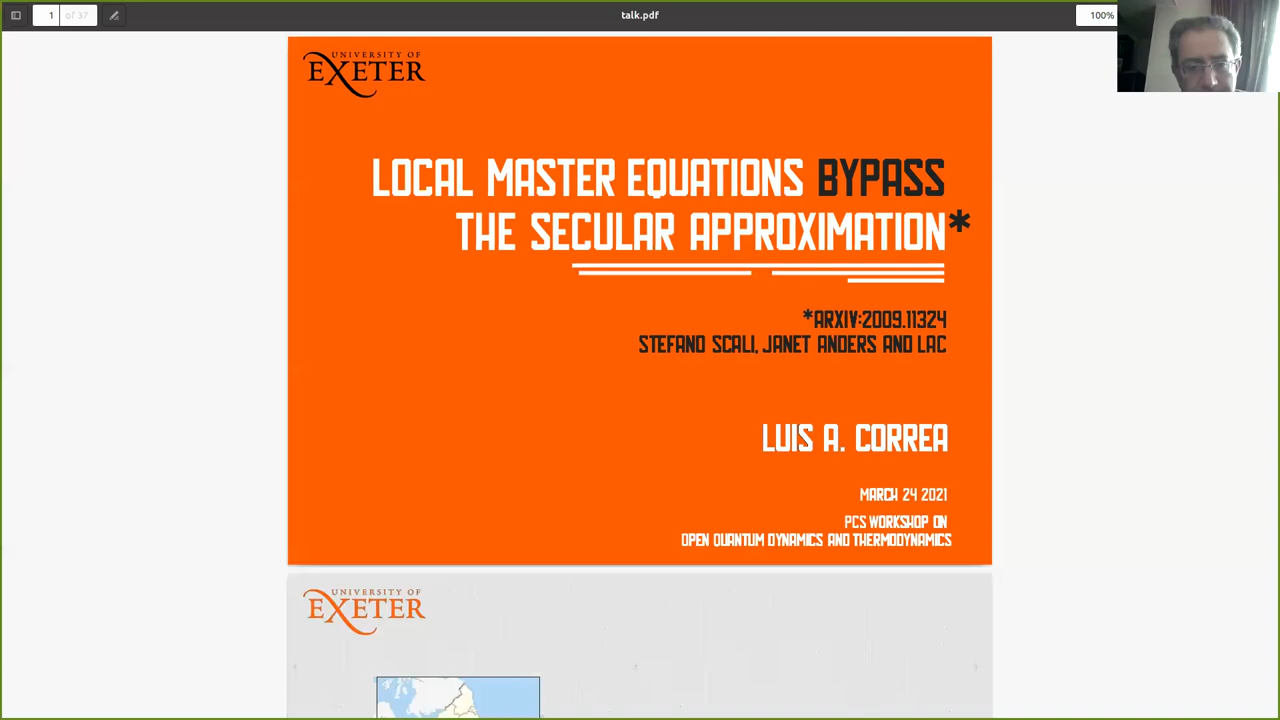 1 of 37
talk.pdf
100%
UNIVERSITY OF
EXETER
LOCAL MASTER EQUATIONS BYPASS
THE SECULAR APPROXIMATION*
*ARXIV:2009.11324
STEFANO SCALI, JANET ANDERS AND LAC
LUIS A. CORREA
MARCH 24 2021
PCS WORKSHOP ON
OPEN QUANTUM DYNAMICS AND THERMODYNAMICS
UNIVERSITY OF
EXETER